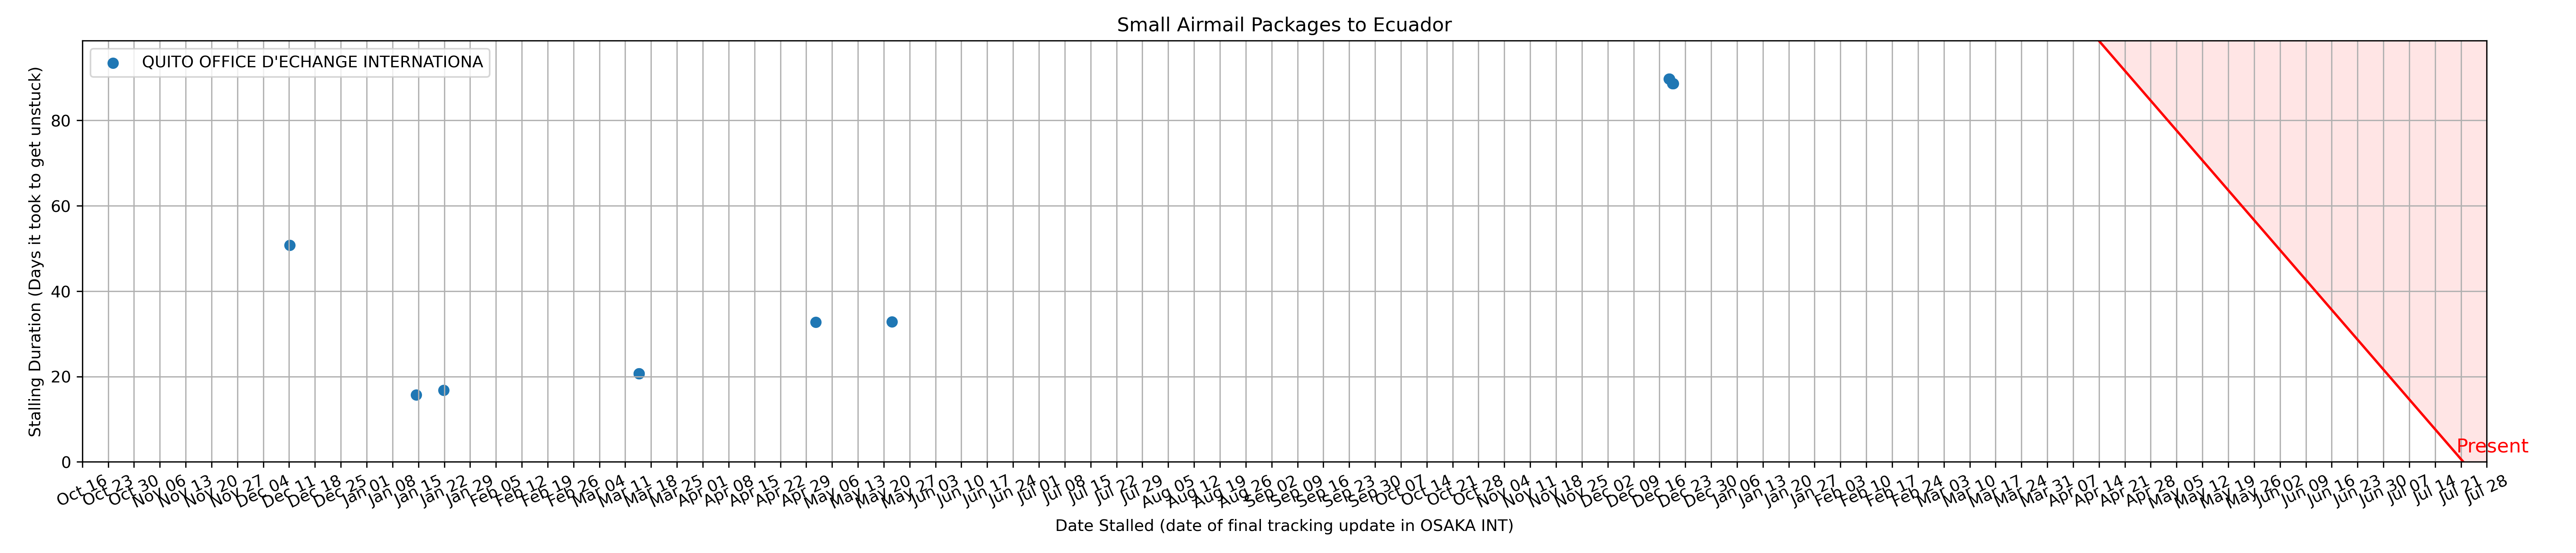 Small Airmail Packages to Ecuador
QUITO OFFICE D'ECHANGE INTERNATIONA
Stalling Duration (Days it took to get unstuck)
80
60
40
20
0
Present
Oct 16
Oct 23
Oct 30
Nov 06
Nov 13
Nov 20
Nov 27
Dec 04
Dec 11
Dec 18
Dec 25
Jan 01
Jan 08
Jan 15
Jan 22
Jan 29
Feb 05
Feb 12
Feb 19
Feb 26
Mar 04
Mar 11
Mar 18
Mar 25
Apr 01
Apr 08
Apr 15
Apr 22
Apr 29
May 06
May 13
May 20
May 27
Jun 03
Jun 10
Jun 17
Jun 24
Jul 01
Jul 08
Jul 15
Jul 22
Jul 29
Aug 05
Aug 12
Aug 19
Aug 26
Sep 02
Sep 09
Sep 16
Sep 23
Sep 30
Oct 07
Oct 14
Oct 21
Oct 28
Nov 04
Nov 11
Nov 18
Nov 25
Dec 02
Dec 09
Dec 16
Dec 23
Dec 30
Jan 06
Jan 13
Jan 20
Jan 27
Feb 03
Feb 10
Feb 17
Feb 24
Mar 03
Mar 10
Mar 17
Mar 24
Mar 31
Apr 07
Apr 14
Apr 21
Apr 28
May 05
May 12
May 19
May 26
Jun 02
Jun 09
Jun 16
Jun 23
Jun 30
Jul 07
Jul 14
Jul 21
Jul 28
Date Stalled (date of final tracking update in OSAKA INT)